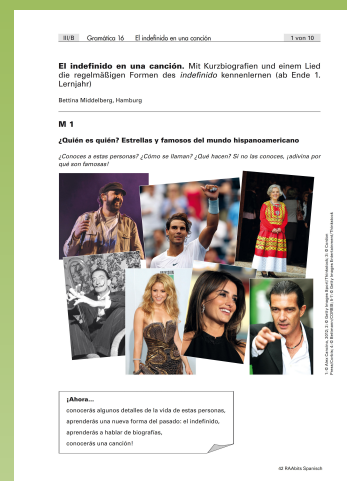 III/B Gramática 16 El indefinido en una canción 1 von 10
El indefinido en una canción. Mit Kurzbiografien und einem Lied
die regelmäßigen Formen des indefinido kennenlernen (ab Ende 1.
Lernjahr)
Bettina Middelberg, Hamburg
M 1
¿Quién es quién? Estrellas y famosos del mundo hispanoamericano
¿Conoces a estas personas? ¿Cómo se llaman? ¿Qué hacen? Si no las conoces, ¡adivina por
qué son famosas!
¡Ahora…
conocerás algunos detalles de la vida de estas personas,
aprenderás una nueva forma del pasado: el indefinido,
aprenderás a hablar de biografías,
conocerás una canción!
62 RAAbits Spanisch